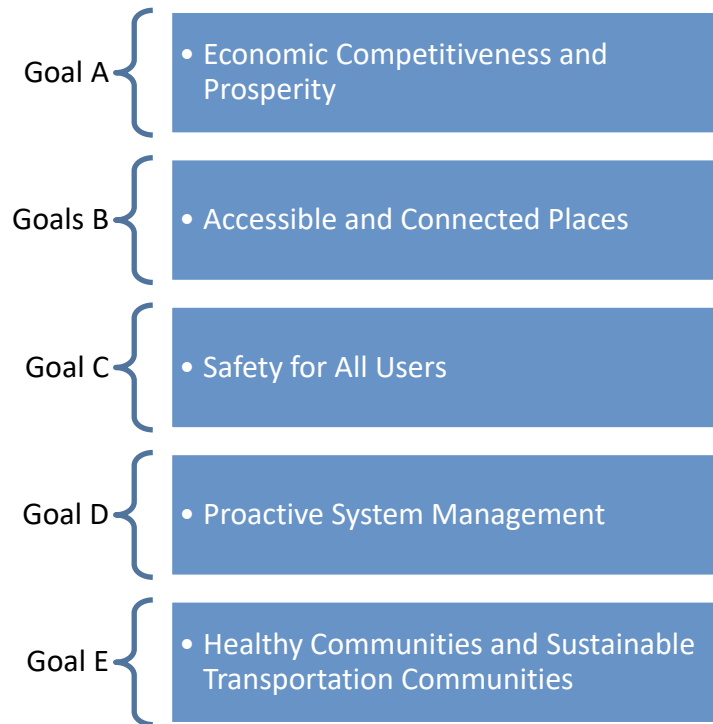 Goal A
• Economic Competitiveness and
Prosperity
Goals B
• Accessible and Connected Places
Goal C
• Safety for All Users
Goal D
• Proactive System Management
Goal E
• Healthy Communities and Sustainable
Transportation Communities